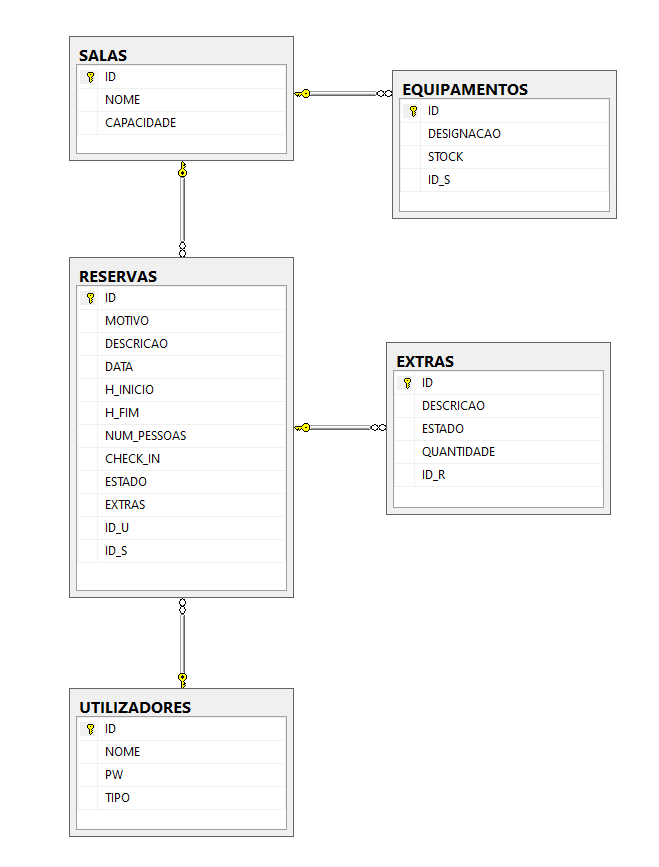 SALAS
ID
NOME
CAPACIDADE
EQUIPAMENTOS
ID
DESIGNACAO
STOCK
ID_S
RESERVAS
ID
MOTIVO
DESCRICAO
DATA
H_INICIO
H_FIM
NUM_PESSOAS
CHECK_IN
ESTADO
EXTRAS
ID_U
ID_S
EXTRAS
ID
DESCRICAO
ESTADO
QUANTIDADE
ID_R
UTILIZADORES
ID
NOME
PW
TIPO